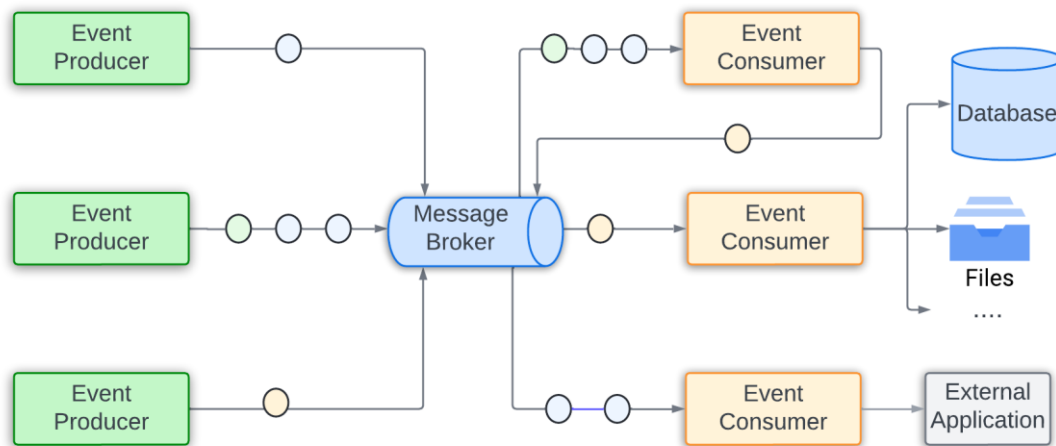 Event
Producer
Event
Consumer
Database
Event
Producer
Message
Broker
Event
Consumer
Files
....
Event
Producer
Event
Consumer
External
Application